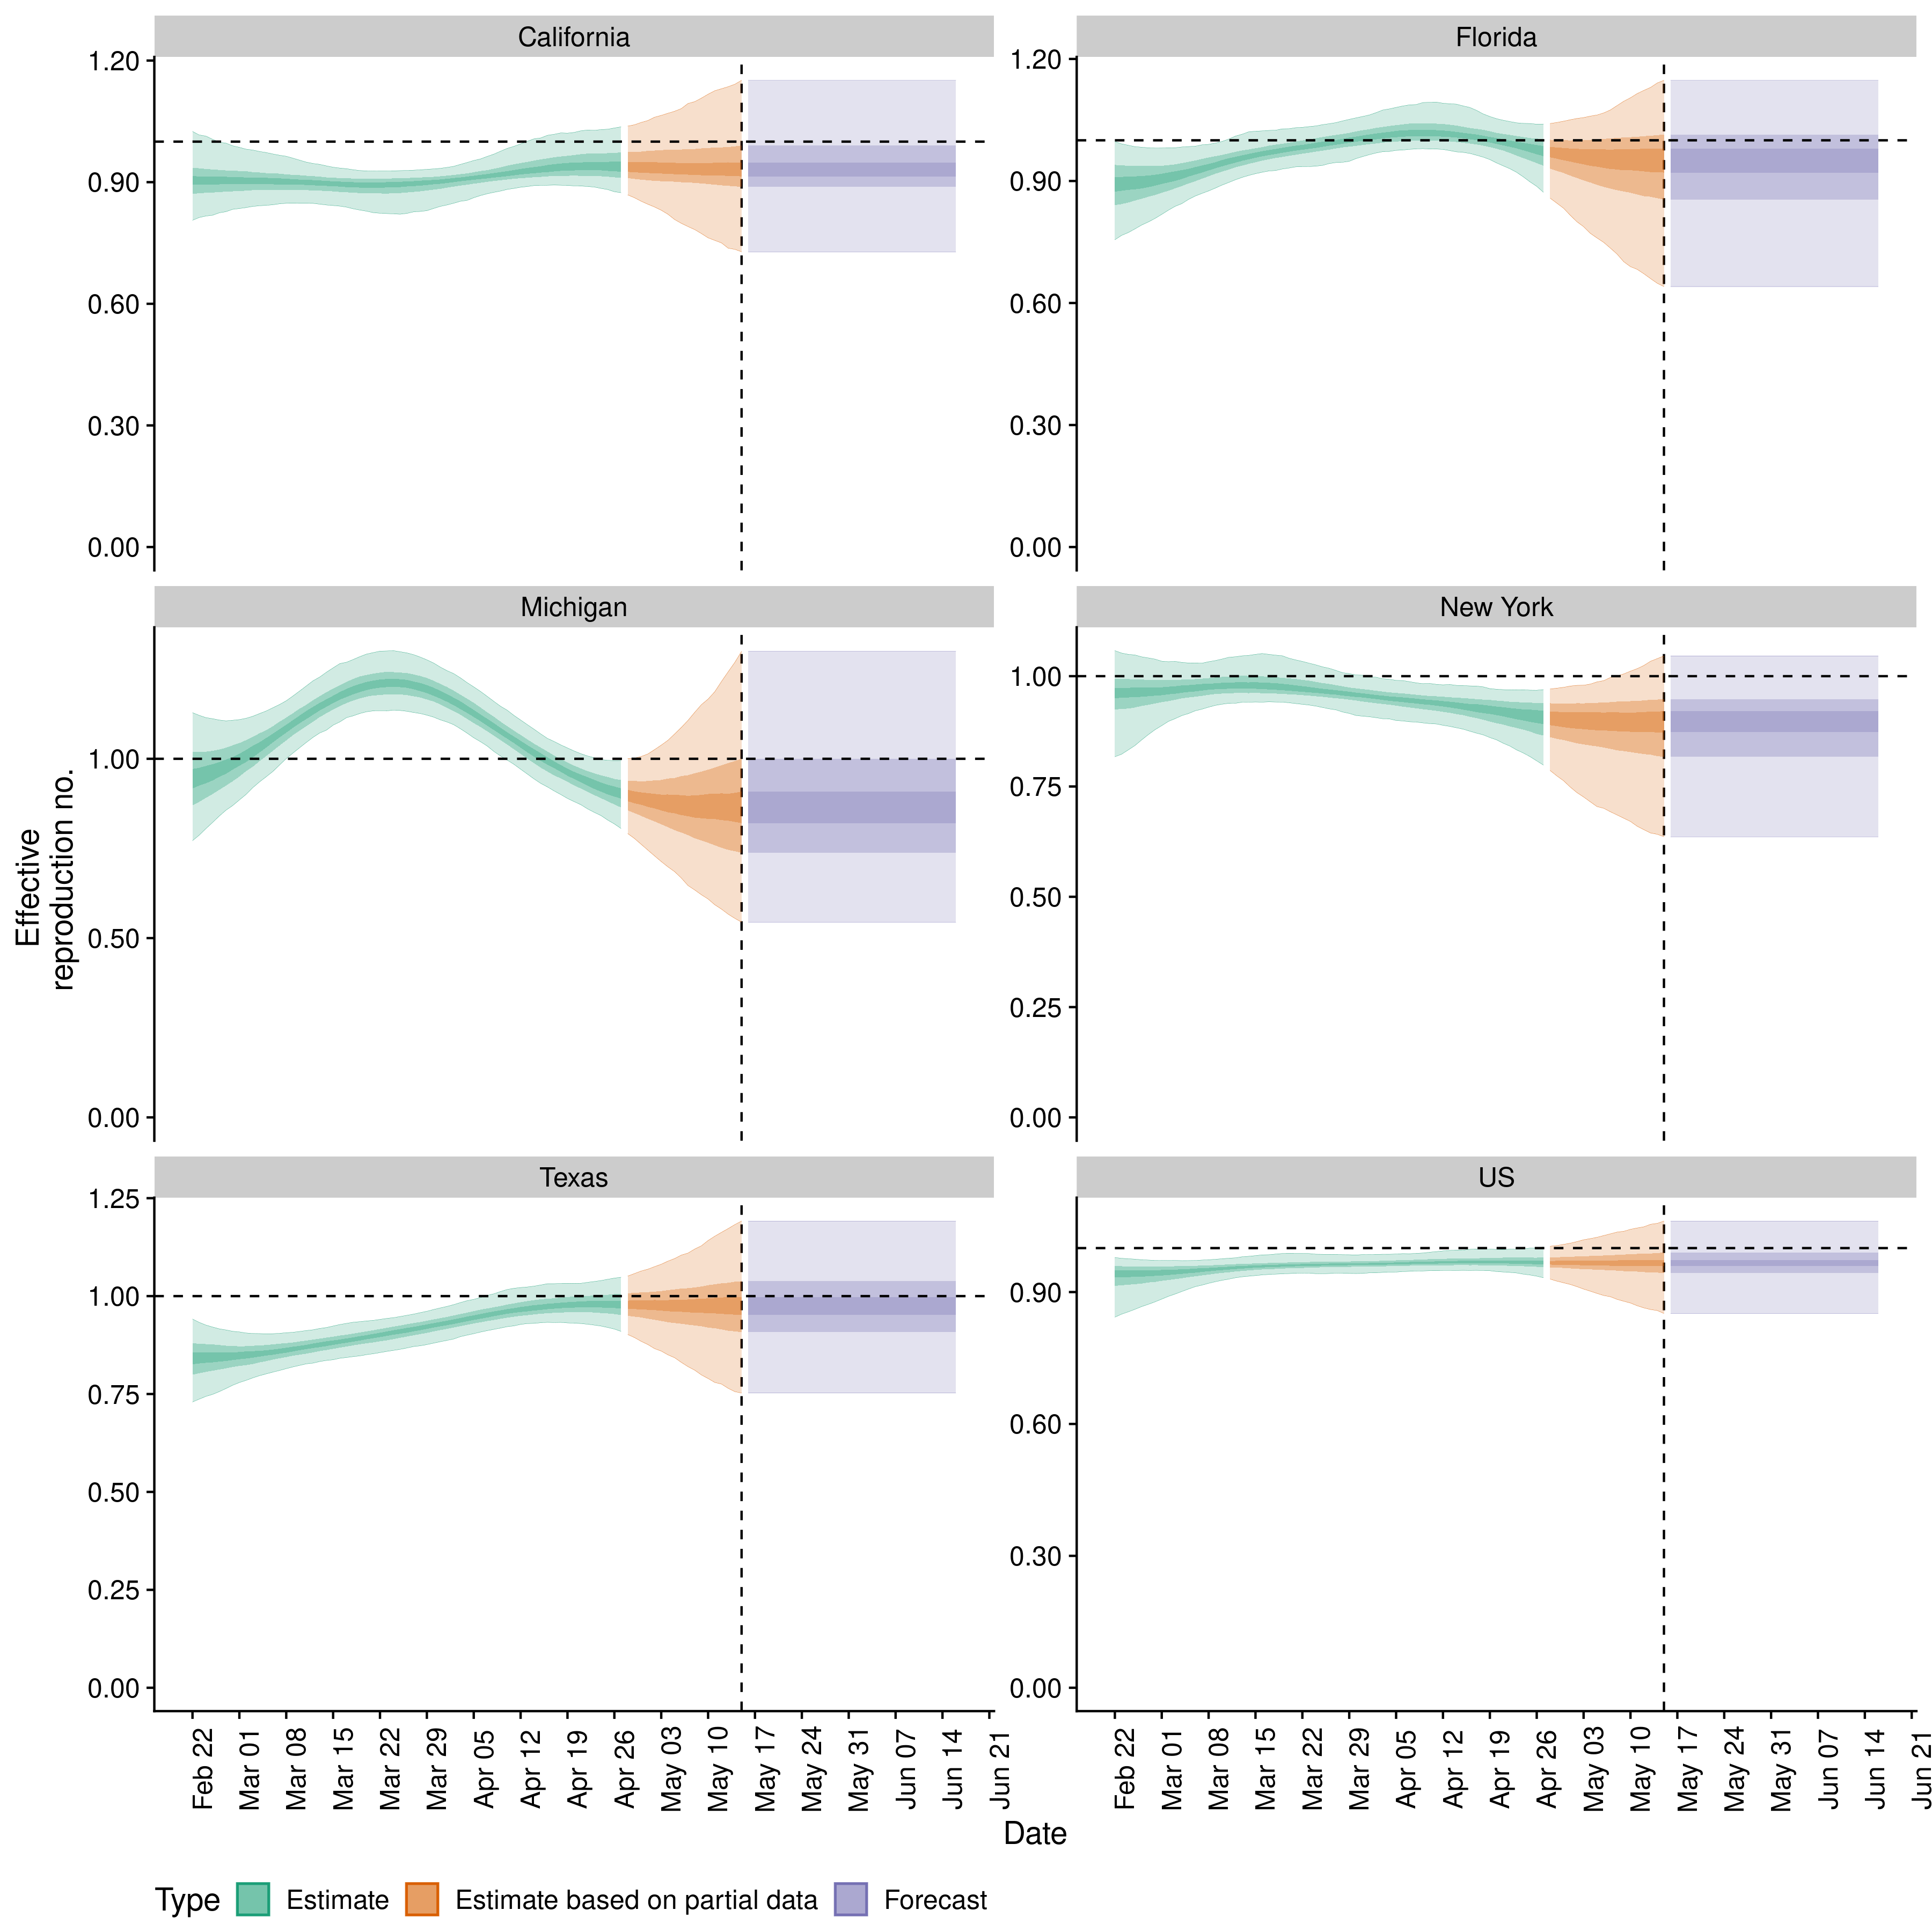 California
Florida
1.20
0.90
0.60
0.30
0.00
1.20
0.90
0.60
0.30
0.00
Michigan
New York
1.00
0.50
0.00
1.00
0.75
0.50
0.25
0.00
Texas
US
1.25
1.00
0.75
0.50
0.25
0.00
0.90
0.60
0.30
0.00
Effective
reproduction no.
Feb 22
Mar 01
Mar 08
Mar 15
Mar 22
Mar 29
Apr 05
Apr 12
Apr 19
Apr 26
May 03
May 10
May 17
May 24
May 31
Jun 07
Jun 14
Jun 21
Feb 22
Mar 01
Mar 08
Mar 15
Mar 22
Mar 29
Apr 05
Apr 12
Apr 19
Apr 26
May 03
May 10
May 17
May 24
May 31
Jun 07
Jun 14
Jun 21
Date
Type
Estimate
Estimate based on partial data
Forecast